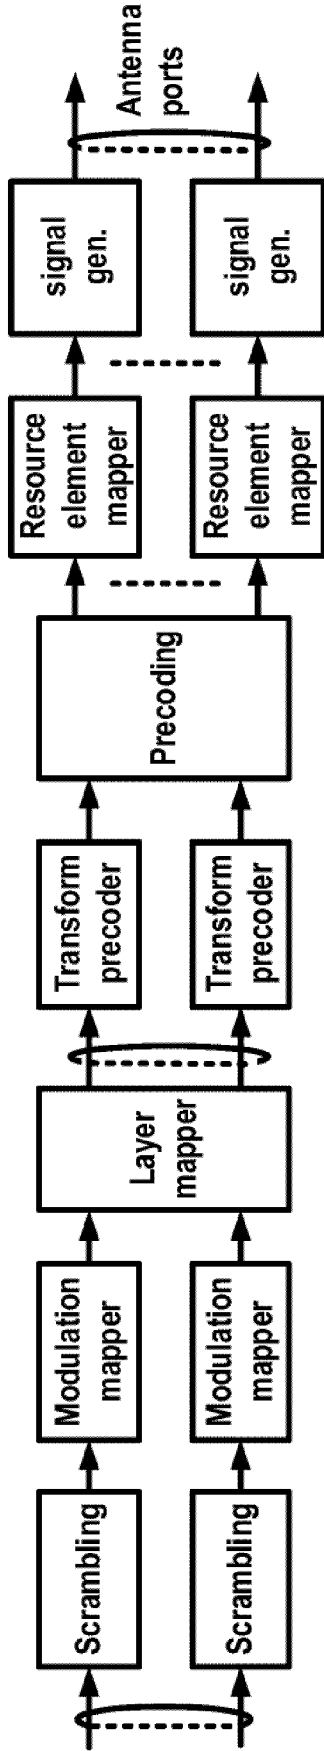 Scrambling
Modulation
mapper
Layer
mapper
Transform
precoder
Precoding
Resource
element
mapper
signal
gen.
Antenna
ports
Scrambling
Modulation
mapper
Transform
precoder
Resource
element
mapper
signal
gen.